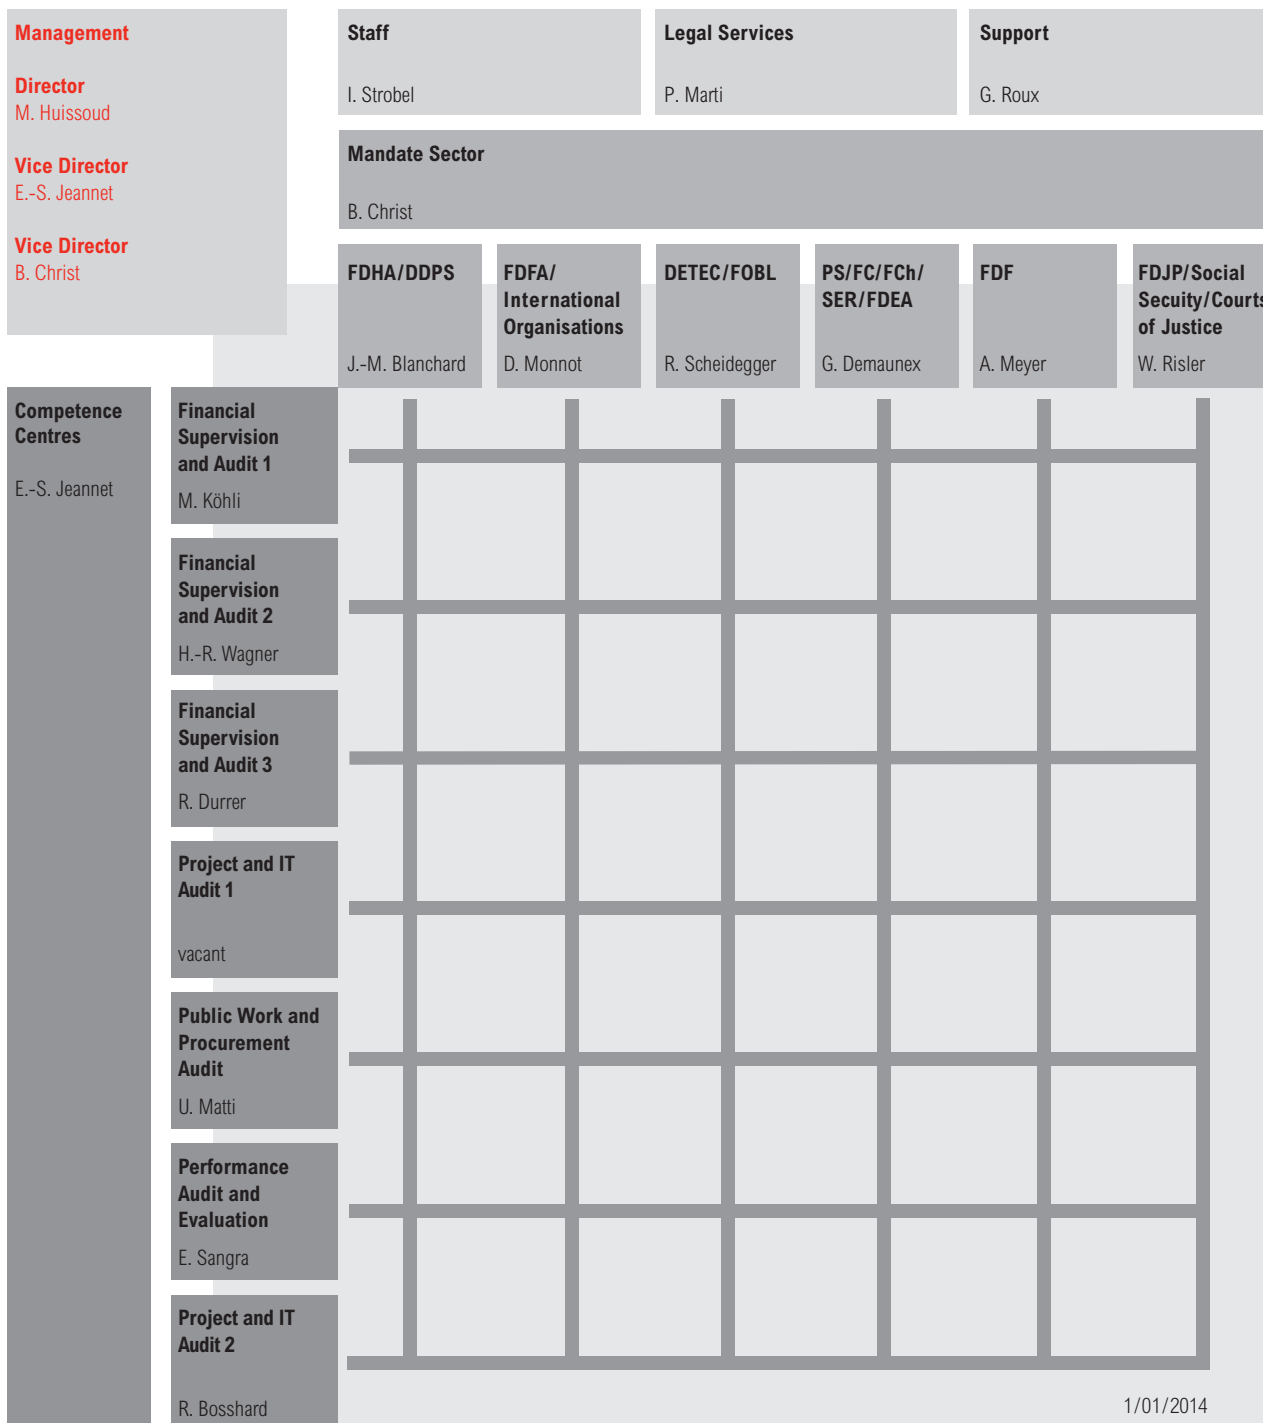 Management
Director
M. Huissoud
Vice Director
E.-S. Jeannet
Vice Director
B. Christ
Staff
I. Strobel
Legal Services
P. Marti
Support
G. Roux
Mandate Sector
B. Christ
FDHA/DDPS
J.-M. Blanchard
FDFA/
International
Organisations
D. Monnot
DETEC/FOBL
R. Scheidegger
PS/FC/FCh/
SER/FDEA
G. Demaunex
FDF
A. Meyer
FDJP/Social
Secuity/Courts
of Justice
W. Risler
Competence
Centres
E.-S. Jeannet
Financial
Supervision
and Audit 1
M. Köhli
Financial
Supervision
and Audit 2
H.-R. Wagner
Financial
Supervision
and Audit 3
R. Durrer
Project and IT
Audit 1
vacant
Public Work and
Procurement
Audit
U. Matti
Performance
Audit and
Evaluation
E. Sangra
Project and IT
Audit 2
R. Bosshard
1/01/2014